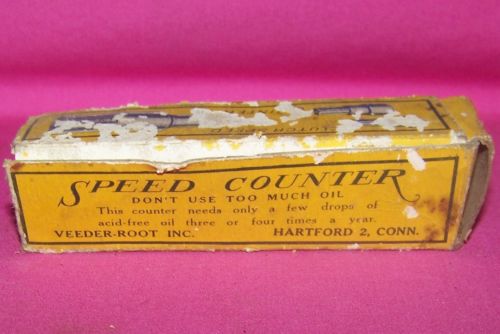 SPEED COUNTER
DON'T USE TOO MUCH OIL
This counter needs only a few drops of
acid-free oil three or four times a year.
VEEDER-ROOT INC. HARTFORD 2, CONN.